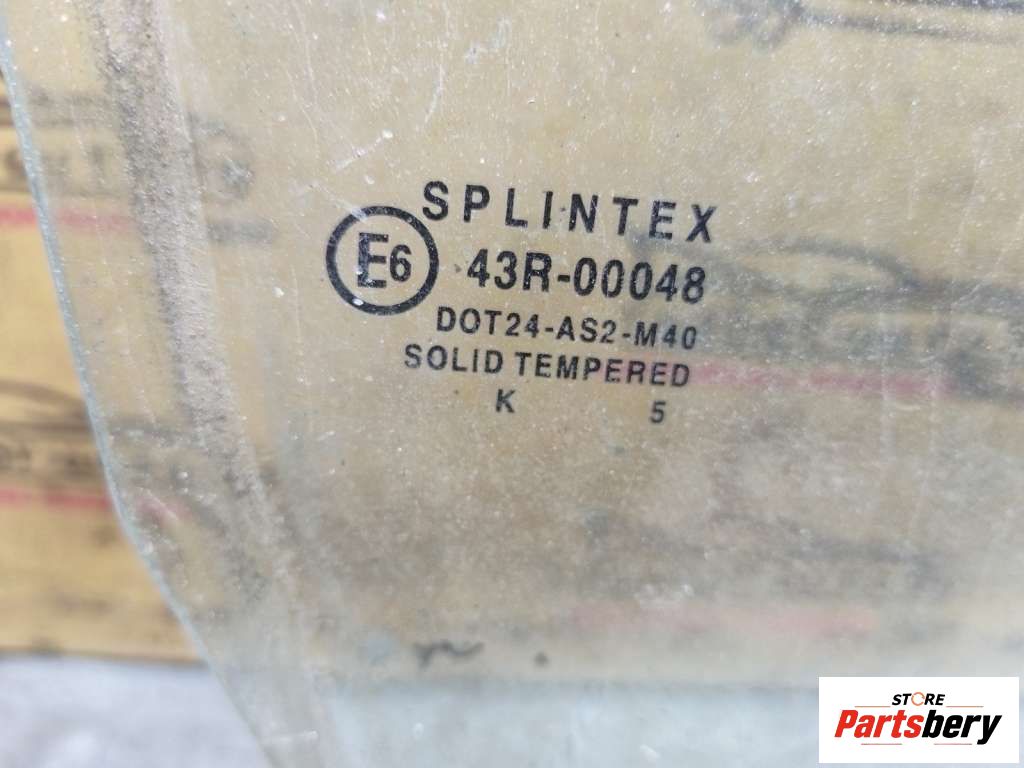 SPLINTEX
E6
43R-00048
DOT24-AS2-M40
SOLID TEMPERED
K 5
STORE
Partsbery